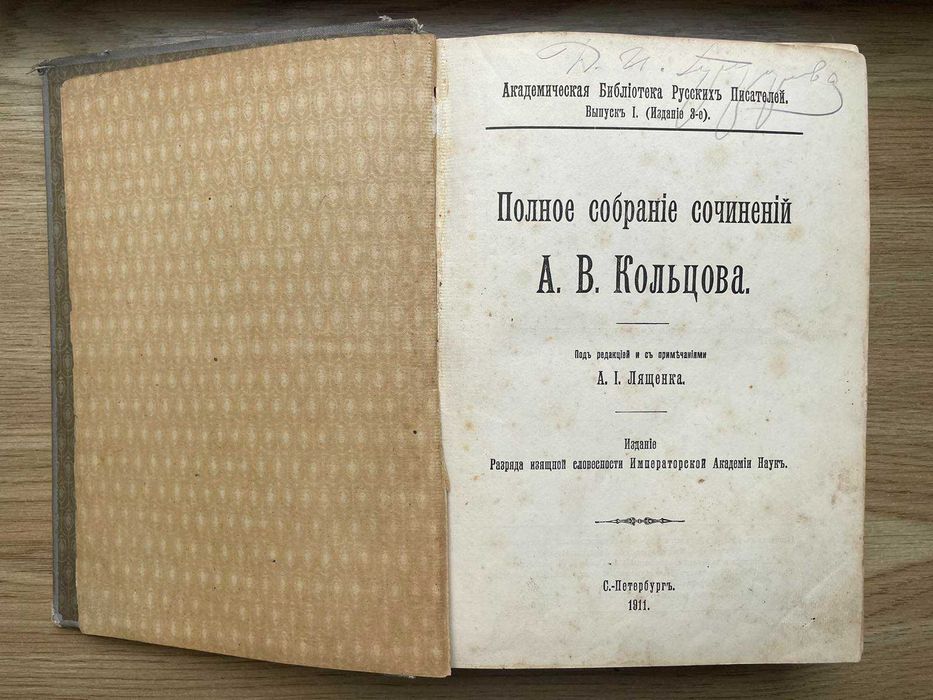 Д. И.
Академическая Библіотека Русскихъ Писателей.
Выпускъ I. (Изданіе 3-е).
Полное собраніе сочиненій
А. В. Кольцова.
Подъ редакціей и съ примѣчаніями
А. І. Лященка.
Изданіе
Разряда изящной словесности Императорской Академіи Наукъ.
С.-Петербургъ.
1911.